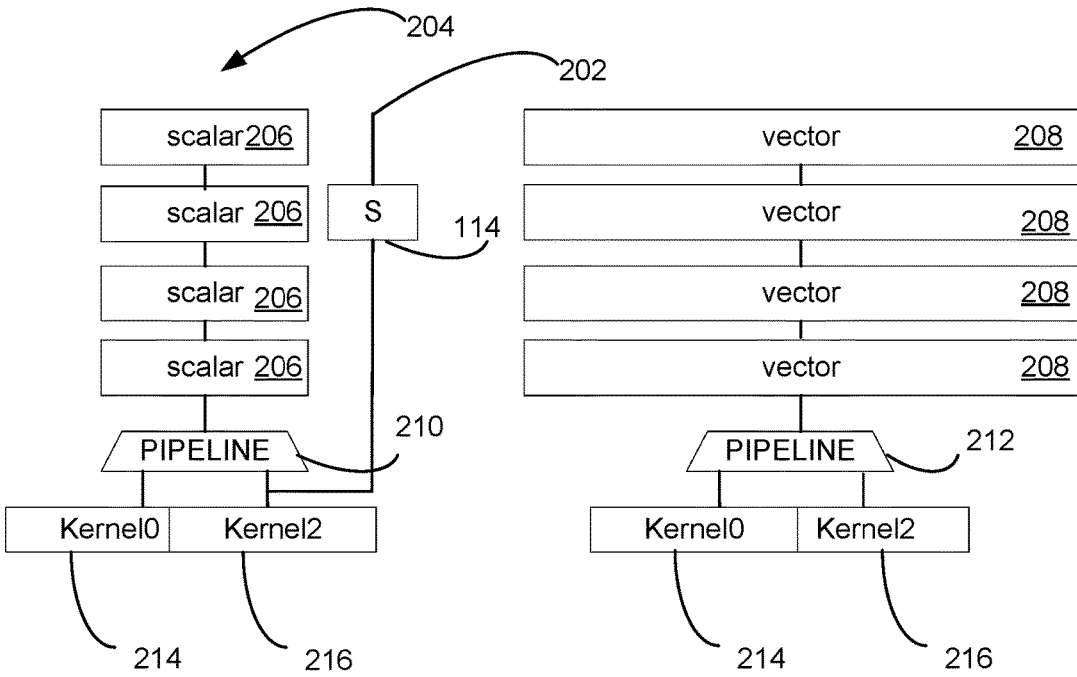 204
202
scalar206
vector 208
scalar 206
S
vector 208
114
scalar 206
vector 208
scalar 206
vector 208
PIPELINE
210
PIPELINE
212
Kernel0 Kernel2
Kernel0 Kernel2
214
216
214
216